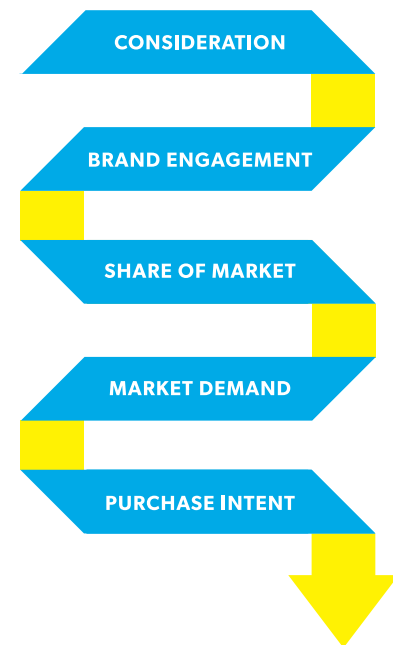 CONSIDERATION
BRAND ENGAGEMENT
SHARE OF MARKET
MARKET DEMAND
PURCHASE INTENT